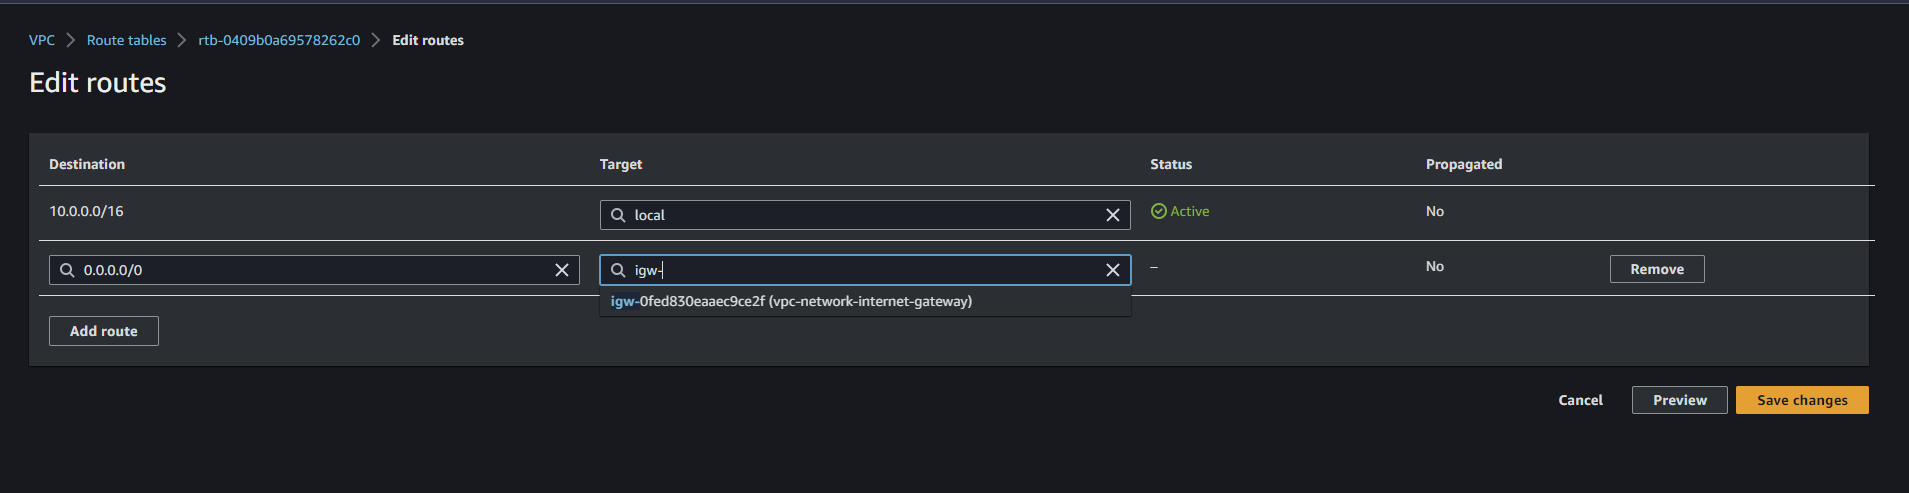 VPC > Route tables > rtb-0409b0a69578262c0 > Edit routes
Edit routes
Destination Target Status Propagated
10.0.0.0/16 local Active No
0.0.0.0/0 igw- – No Remove
igw-0fed830eaaec9ce2f (vpc-network-internet-gateway)
Add route
Cancel Preview Save changes